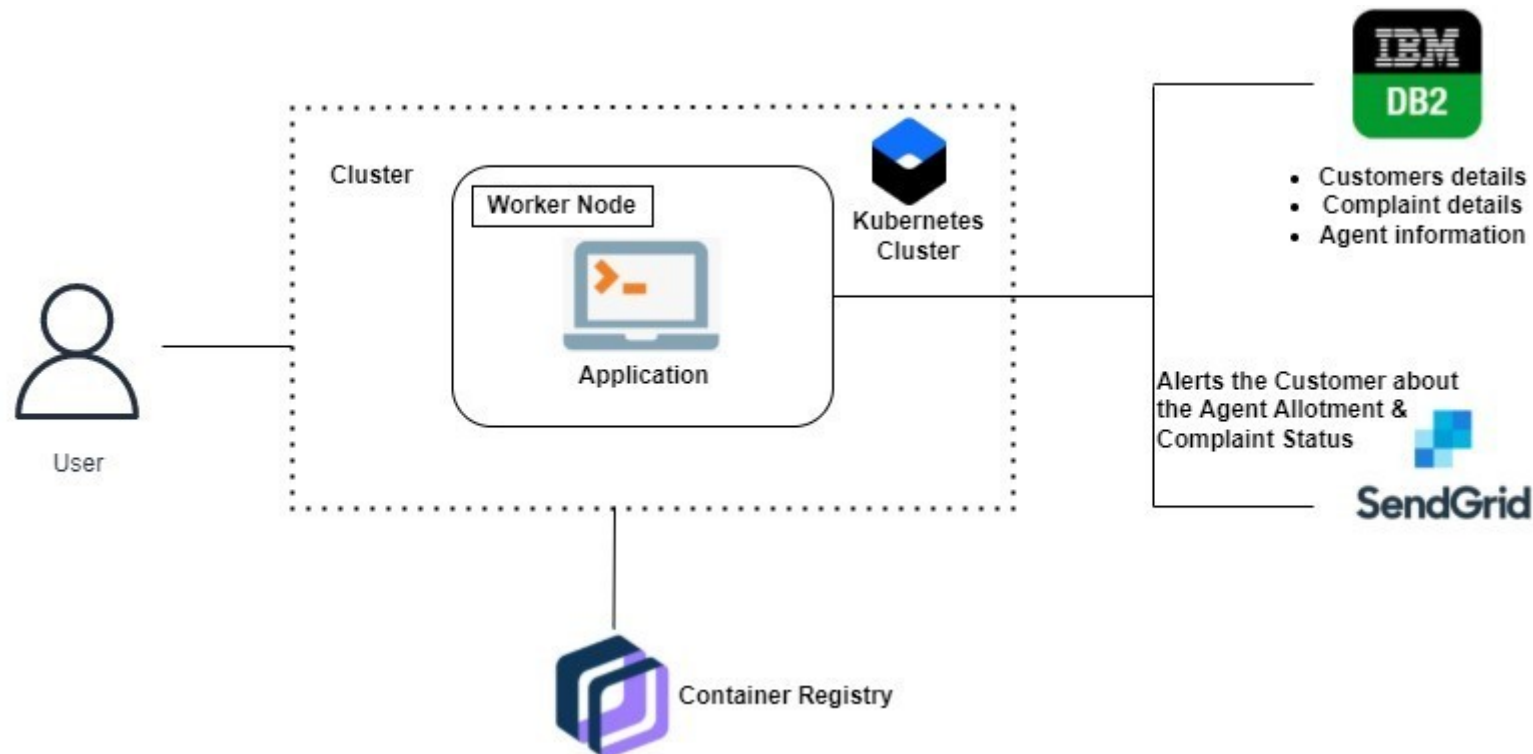 IBM
DB2
Cluster
Worker Node
Kubernetes
Cluster
• Customers details
• Complaint details
• Agent information
Application
User
Alerts the Customer about
the Agent Allotment &
Complaint Status
SendGrid
Container Registry